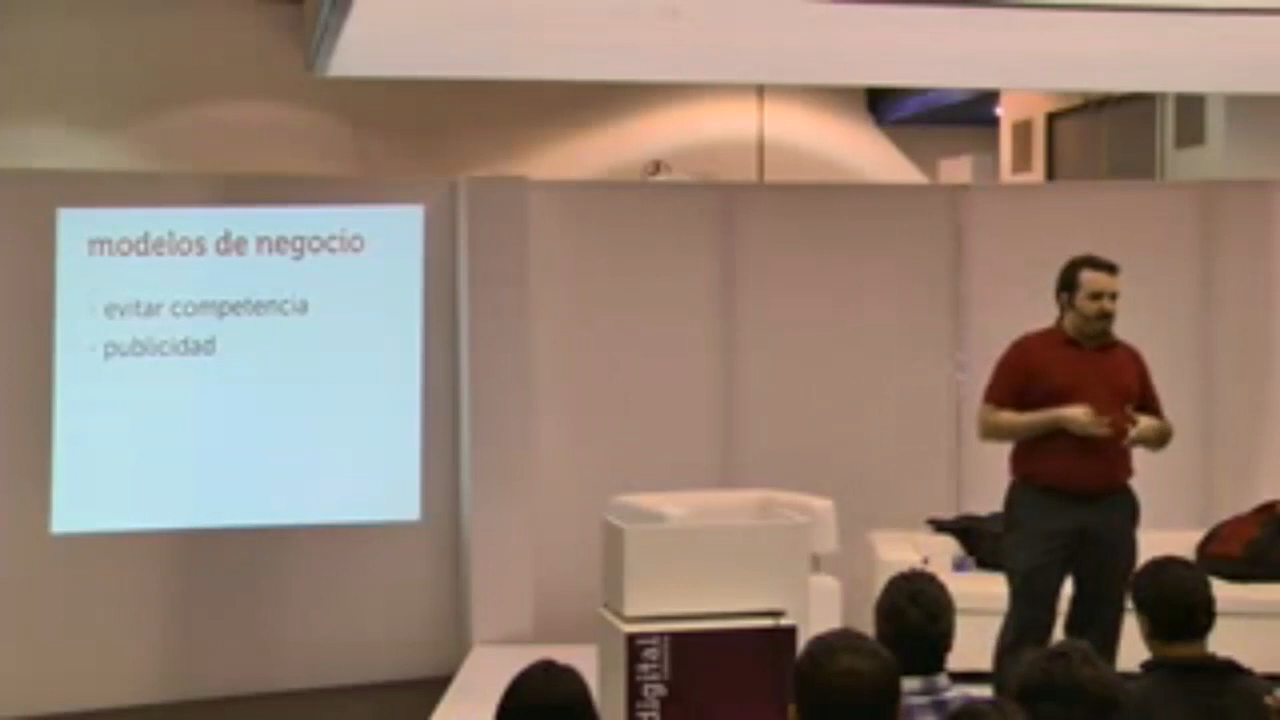 modelos de negocio
· evitar competencia
· publicidad
digital